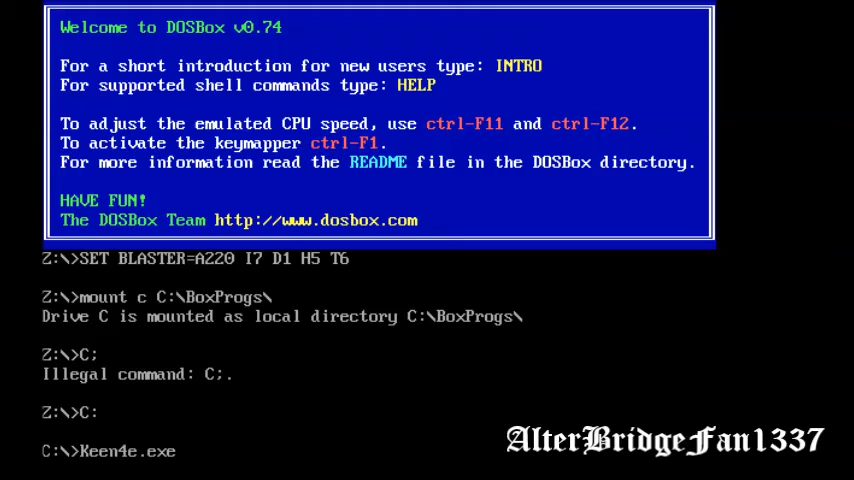 Welcome to DOSBox v0.74
For a short introduction for new users type: INTRO
For supported shell commands type: HELP
To adjust the emulated CPU speed, use ctrl-F11 and ctrl-F12.
To activate the keymapper ctrl-F1.
For more information read the README file in the DOSBox directory.
HAVE FUN!
The DOSBox Team http://www.dosbox.com
Z:\>SET BLASTER=A220 I7 D1 H5 T6
Z:\>mount c C:\BoxProgs\
Drive C is mounted as local directory C:\BoxProgs\
Z:\>C;
Illegal command: C;.
Z:\>C:
C:\>Keen4e.exe
AlterBridgeFan1337